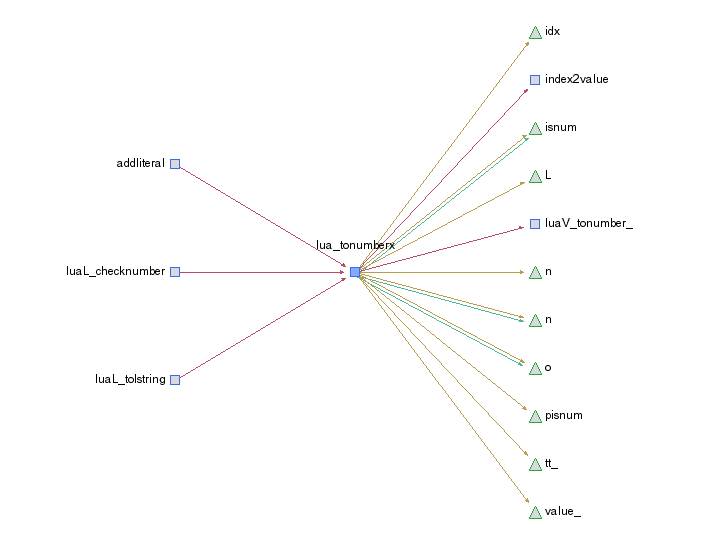 addliteral
luaL_checknumber
luaL_tolstring
lua_tonumberx
idx
index2value
isnum
L
luaV_tonumber_
n
n
o
pisnum
tt_
value_